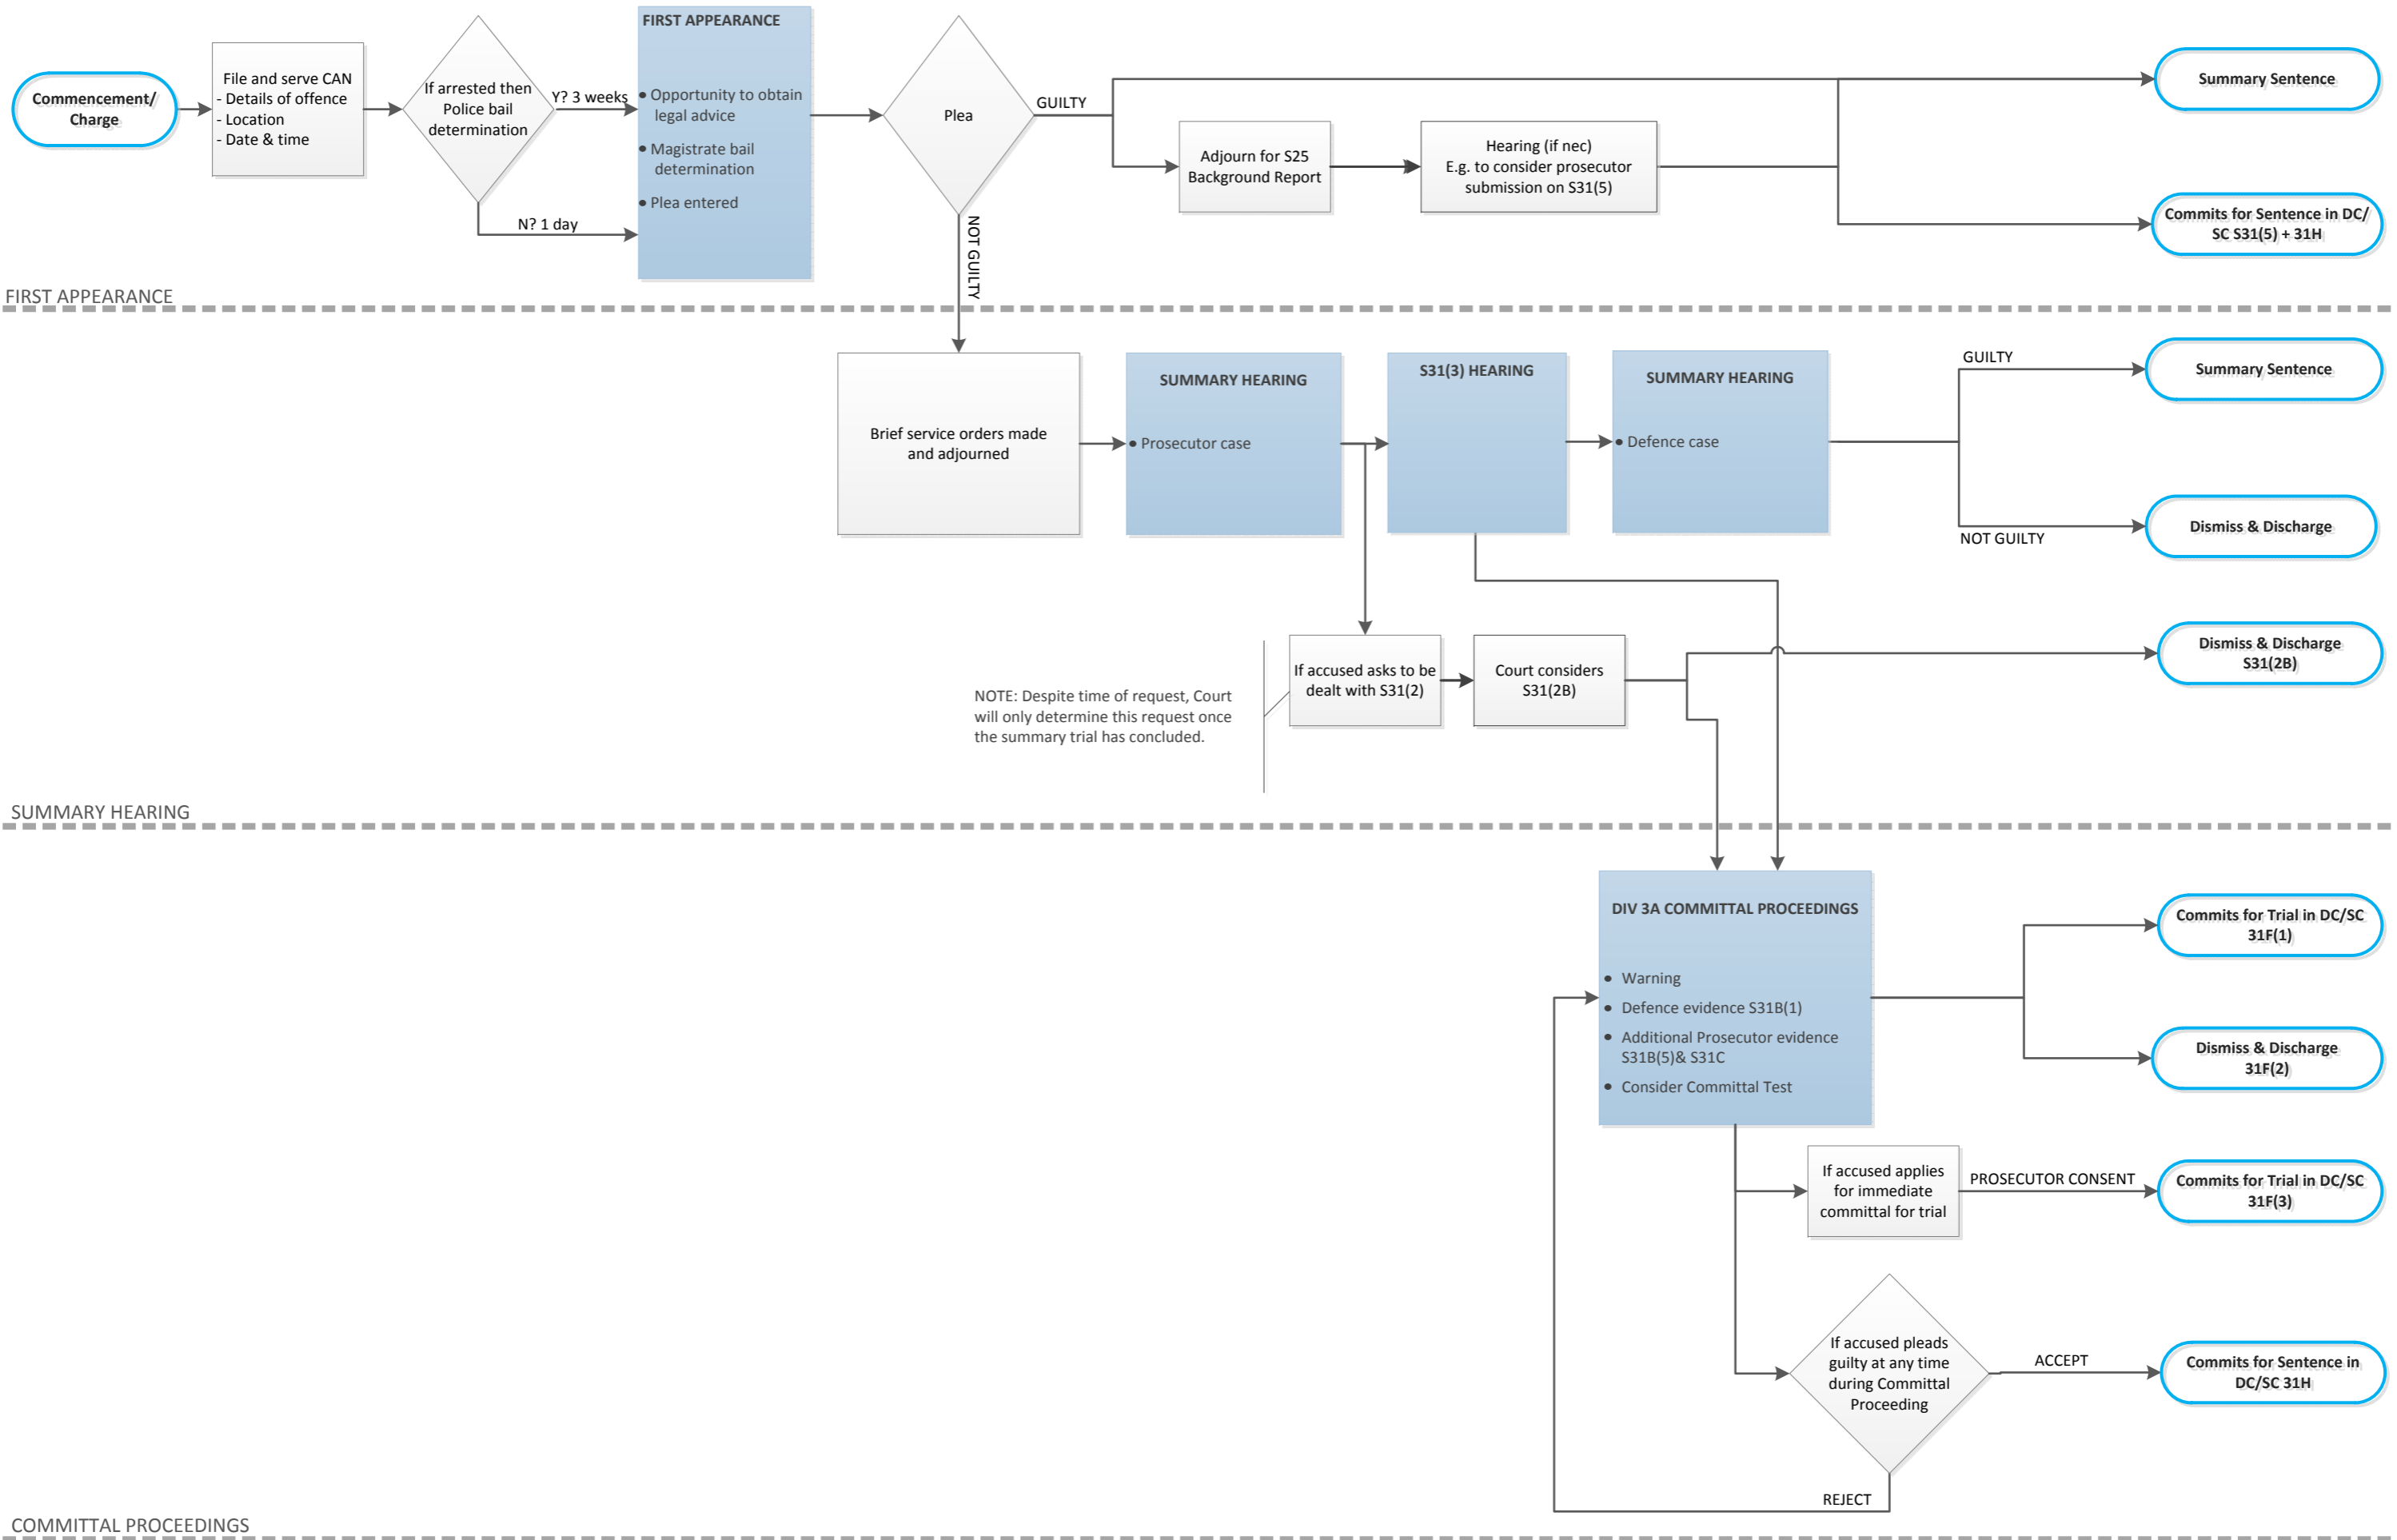 Commencement/
Charge
File and serve CAN
- Details of offence
- Location
- Date & time
If arrested then
Police bail
determination
Y? 3 weeks
N? 1 day
FIRST APPEARANCE
• Opportunity to obtain
legal advice
• Magistrate bail
determination
• Plea entered
Plea
GUILTY
NOT GUILTY
Adjourn for S25
Background Report
Hearing (if nec)
E.g. to consider prosecutor
submission on S31(5)
Summary Sentence
Commits for Sentence in DC/
SC S31(5) + 31H
FIRST APPEARANCE
Brief service orders made
and adjourned
SUMMARY HEARING
• Prosecutor case
S31(3) HEARING
SUMMARY HEARING
• Defence case
GUILTY
NOT GUILTY
Summary Sentence
Dismiss & Discharge
NOTE: Despite time of request, Court
will only determine this request once
the summary trial has concluded.
If accused asks to be
dealt with S31(2)
Court considers
S31(2B)
Dismiss & Discharge
S31(2B)
SUMMARY HEARING
DIV 3A COMMITTAL PROCEEDINGS
• Warning
• Defence evidence S31B(1)
• Additional Prosecutor evidence
S31B(5)& S31C
• Consider Committal Test
Commits for Trial in DC/SC
31F(1)
Dismiss & Discharge
31F(2)
If accused applies
for immediate
committal for trial
PROSECUTOR CONSENT
Commits for Trial in DC/SC
31F(3)
If accused pleads
guilty at any time
during Committal
Proceeding
ACCEPT
Commits for Sentence in
DC/SC 31H
REJECT
COMMITTAL PROCEEDINGS